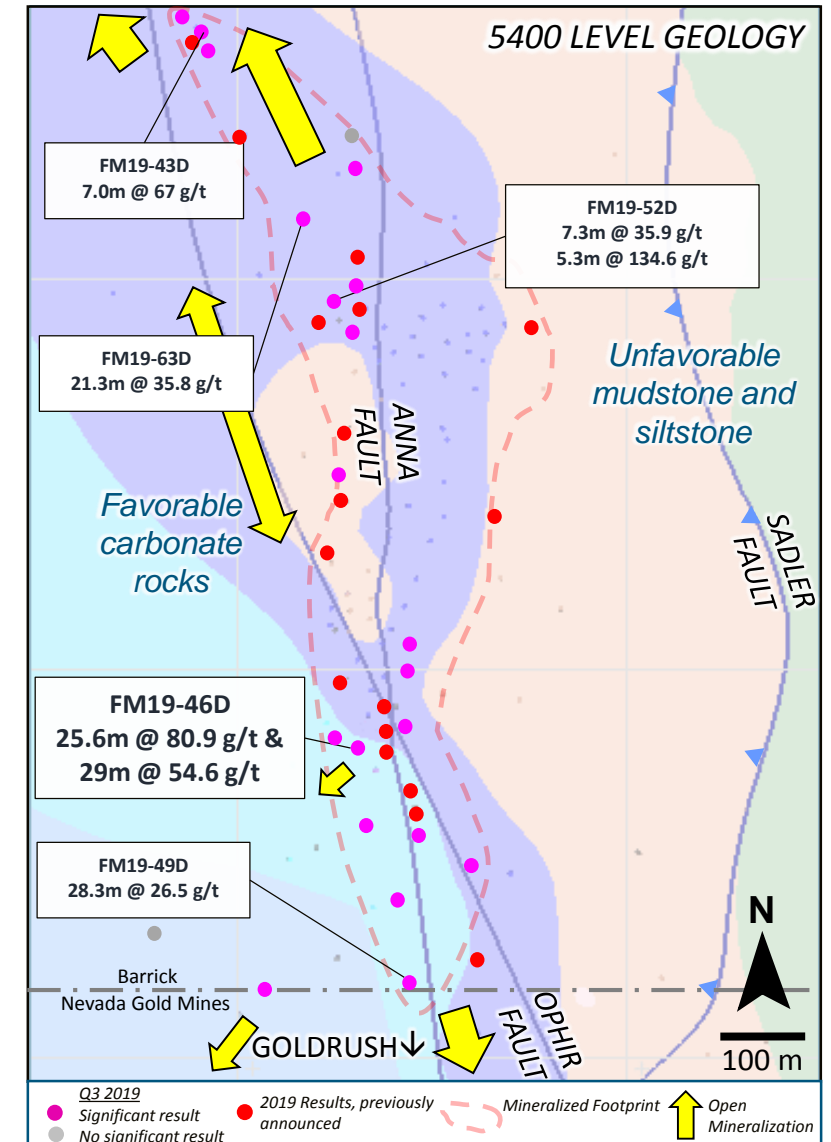 5400 LEVEL GEOLOGY
FM19-43D
7.0m @ 67 g/t
FM19-52D
7.3m @ 35.9 g/t
5.3m @ 134.6 g/t
FM19-63D
21.3m @ 35.8 g/t
Unfavorable
mudstone and
siltstone
ANNA
FAULT
Favorable
carbonate
rocks
SADLER
FAULT
FM19-46D
25.6m @ 80.9 g/t &
29m @ 54.6 g/t
FM19-49D
28.3m @ 26.5 g/t
N
Barrick
Nevada Gold Mines
GOLDRUSH↓
OPHIR
FAULT
100 m
Q3 2019
Significant result
No significant result
2019 Results, previously
announced
Mineralized Footprint
Open
Mineralization